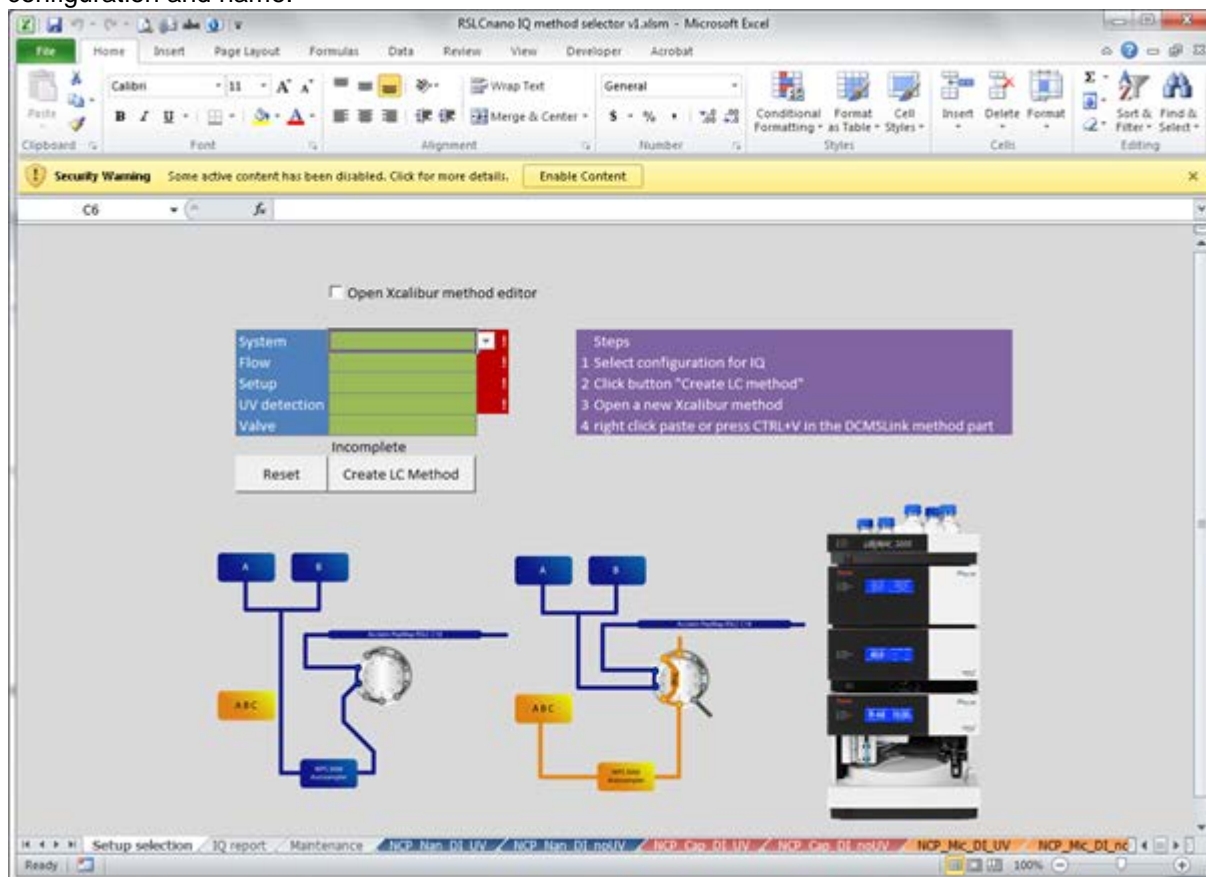 configuration and name.
RSLCnano IQ method selector v1.xlsm - Microsoft Excel
File Home Insert Page Layout Formulas Data Review View Developer Acrobat
Calibri 11 A A Wrap Text General Conditional Formatting Format as Table Cell Styles Insert Delete Format Sort & Filter Find & Select
Paste B I U Merge & Center $ %
Clipboard Font Alignment Number Styles Cells Editing
Security Warning Some active content has been disabled. Click for more details. Enable Content
C6 fx
Open Xcalibur method editor
System !
Flow !
Setup !
UV detection !
Valve
Incomplete
Reset Create LC Method
Steps
1 Select configuration for IQ
2 Click button "Create LC method"
3 Open a new Xcalibur method
4 right click paste or press CTRL+V in the DCMSLink method part
A B
A B C
A B
A B C
Setup selection IQ report Maintenance NCP_Nan_DI_UV NCP_Nan_DI_noUV NCP_Cap_DI_UV NCP_Cap_DI_noUV NCP_Mic_DI_UV NCP_Mic_DI_no
Ready 100%